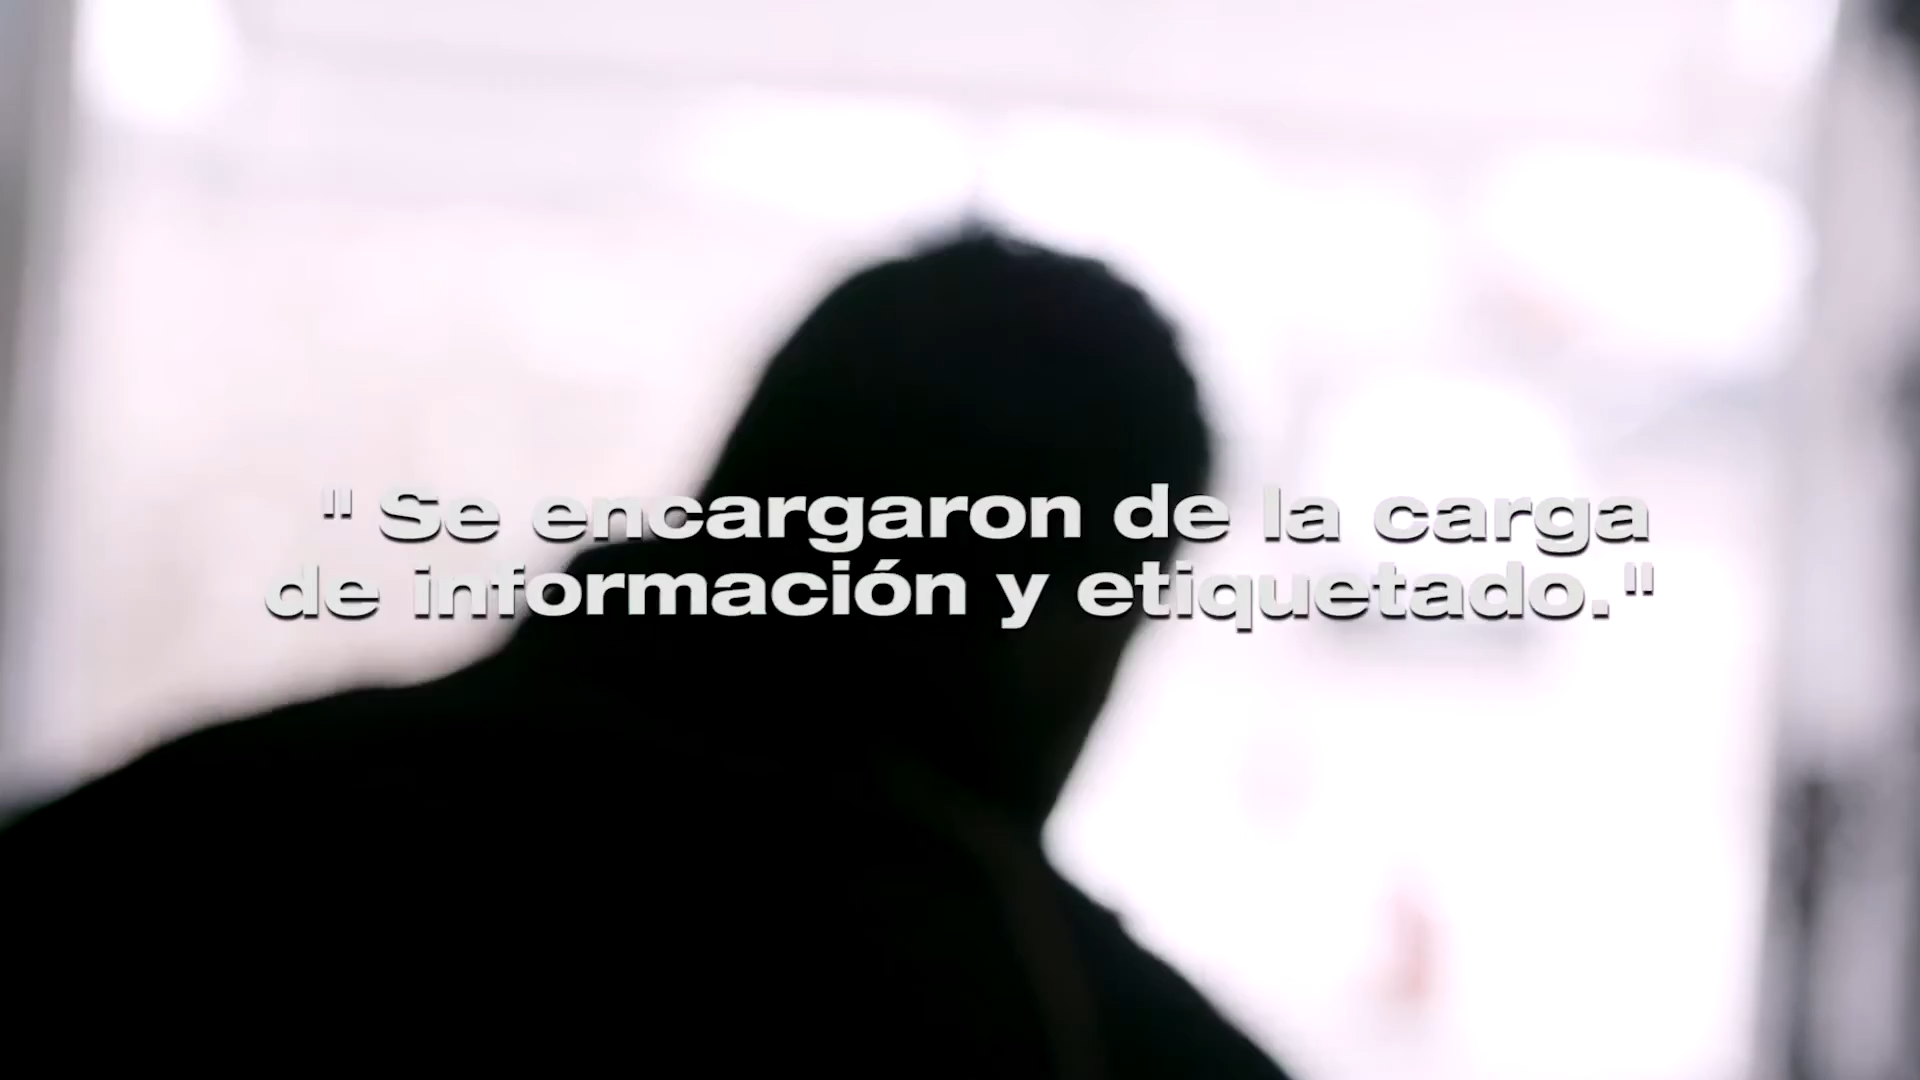 " Se encargaron de la carga
de información y etiquetado."